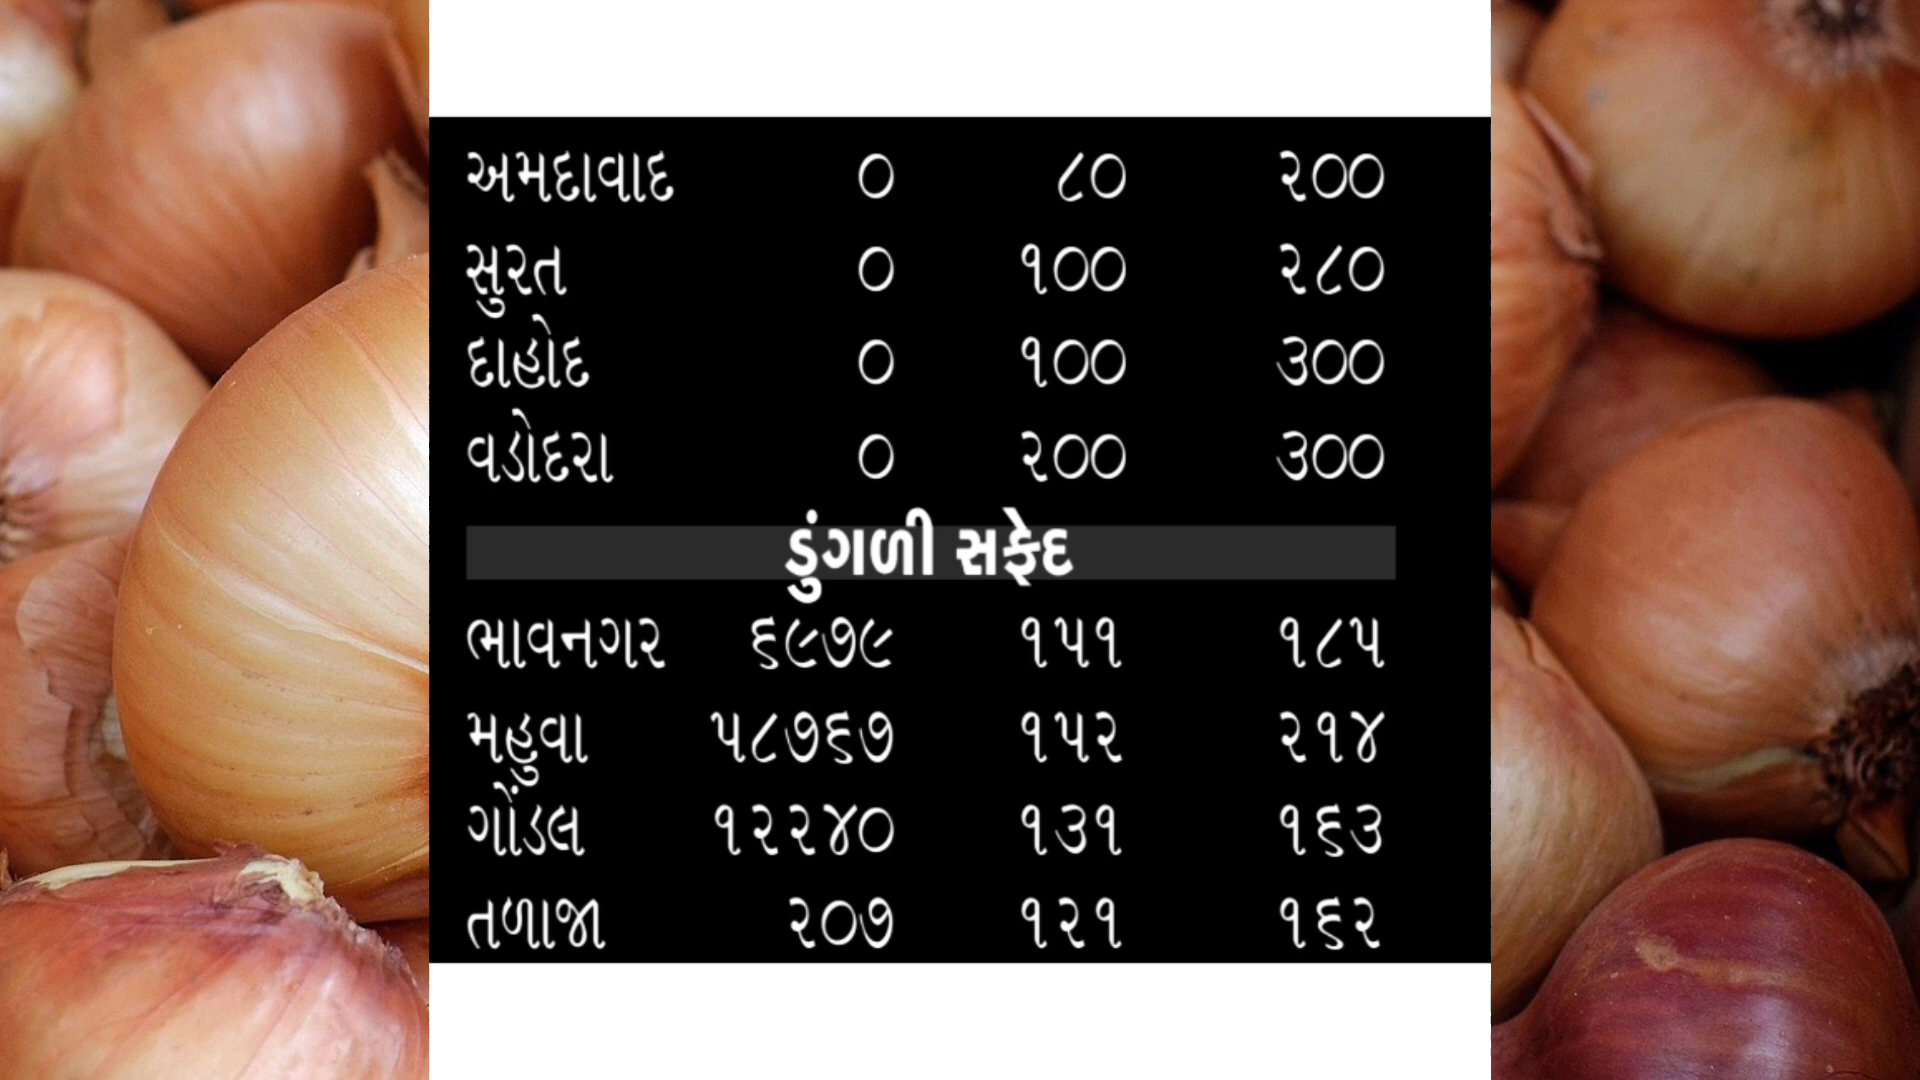 અમદાવાદ ૦ ૮૦ ૨૦૦
સુરત ૦ ૧૦૦ ૨૮૦
દાહોદ ૦ ૧૦૦ ૩૦૦
વડોદરા ૦ ૨૦૦ ૩૦૦
ડુંગળી સફેદ
ભાવનગર ૬૯૭૯ ૧૫૧ ૧૮૫
મહુવા ૫૮૭૬૭ ૧૫૨ ૨૧૪
ગોંડલ ૧૨૨૪૦ ૧૩૧ ૧૬૩
તળાજા ૨૦૭ ૧૨૧ ૧૬૨